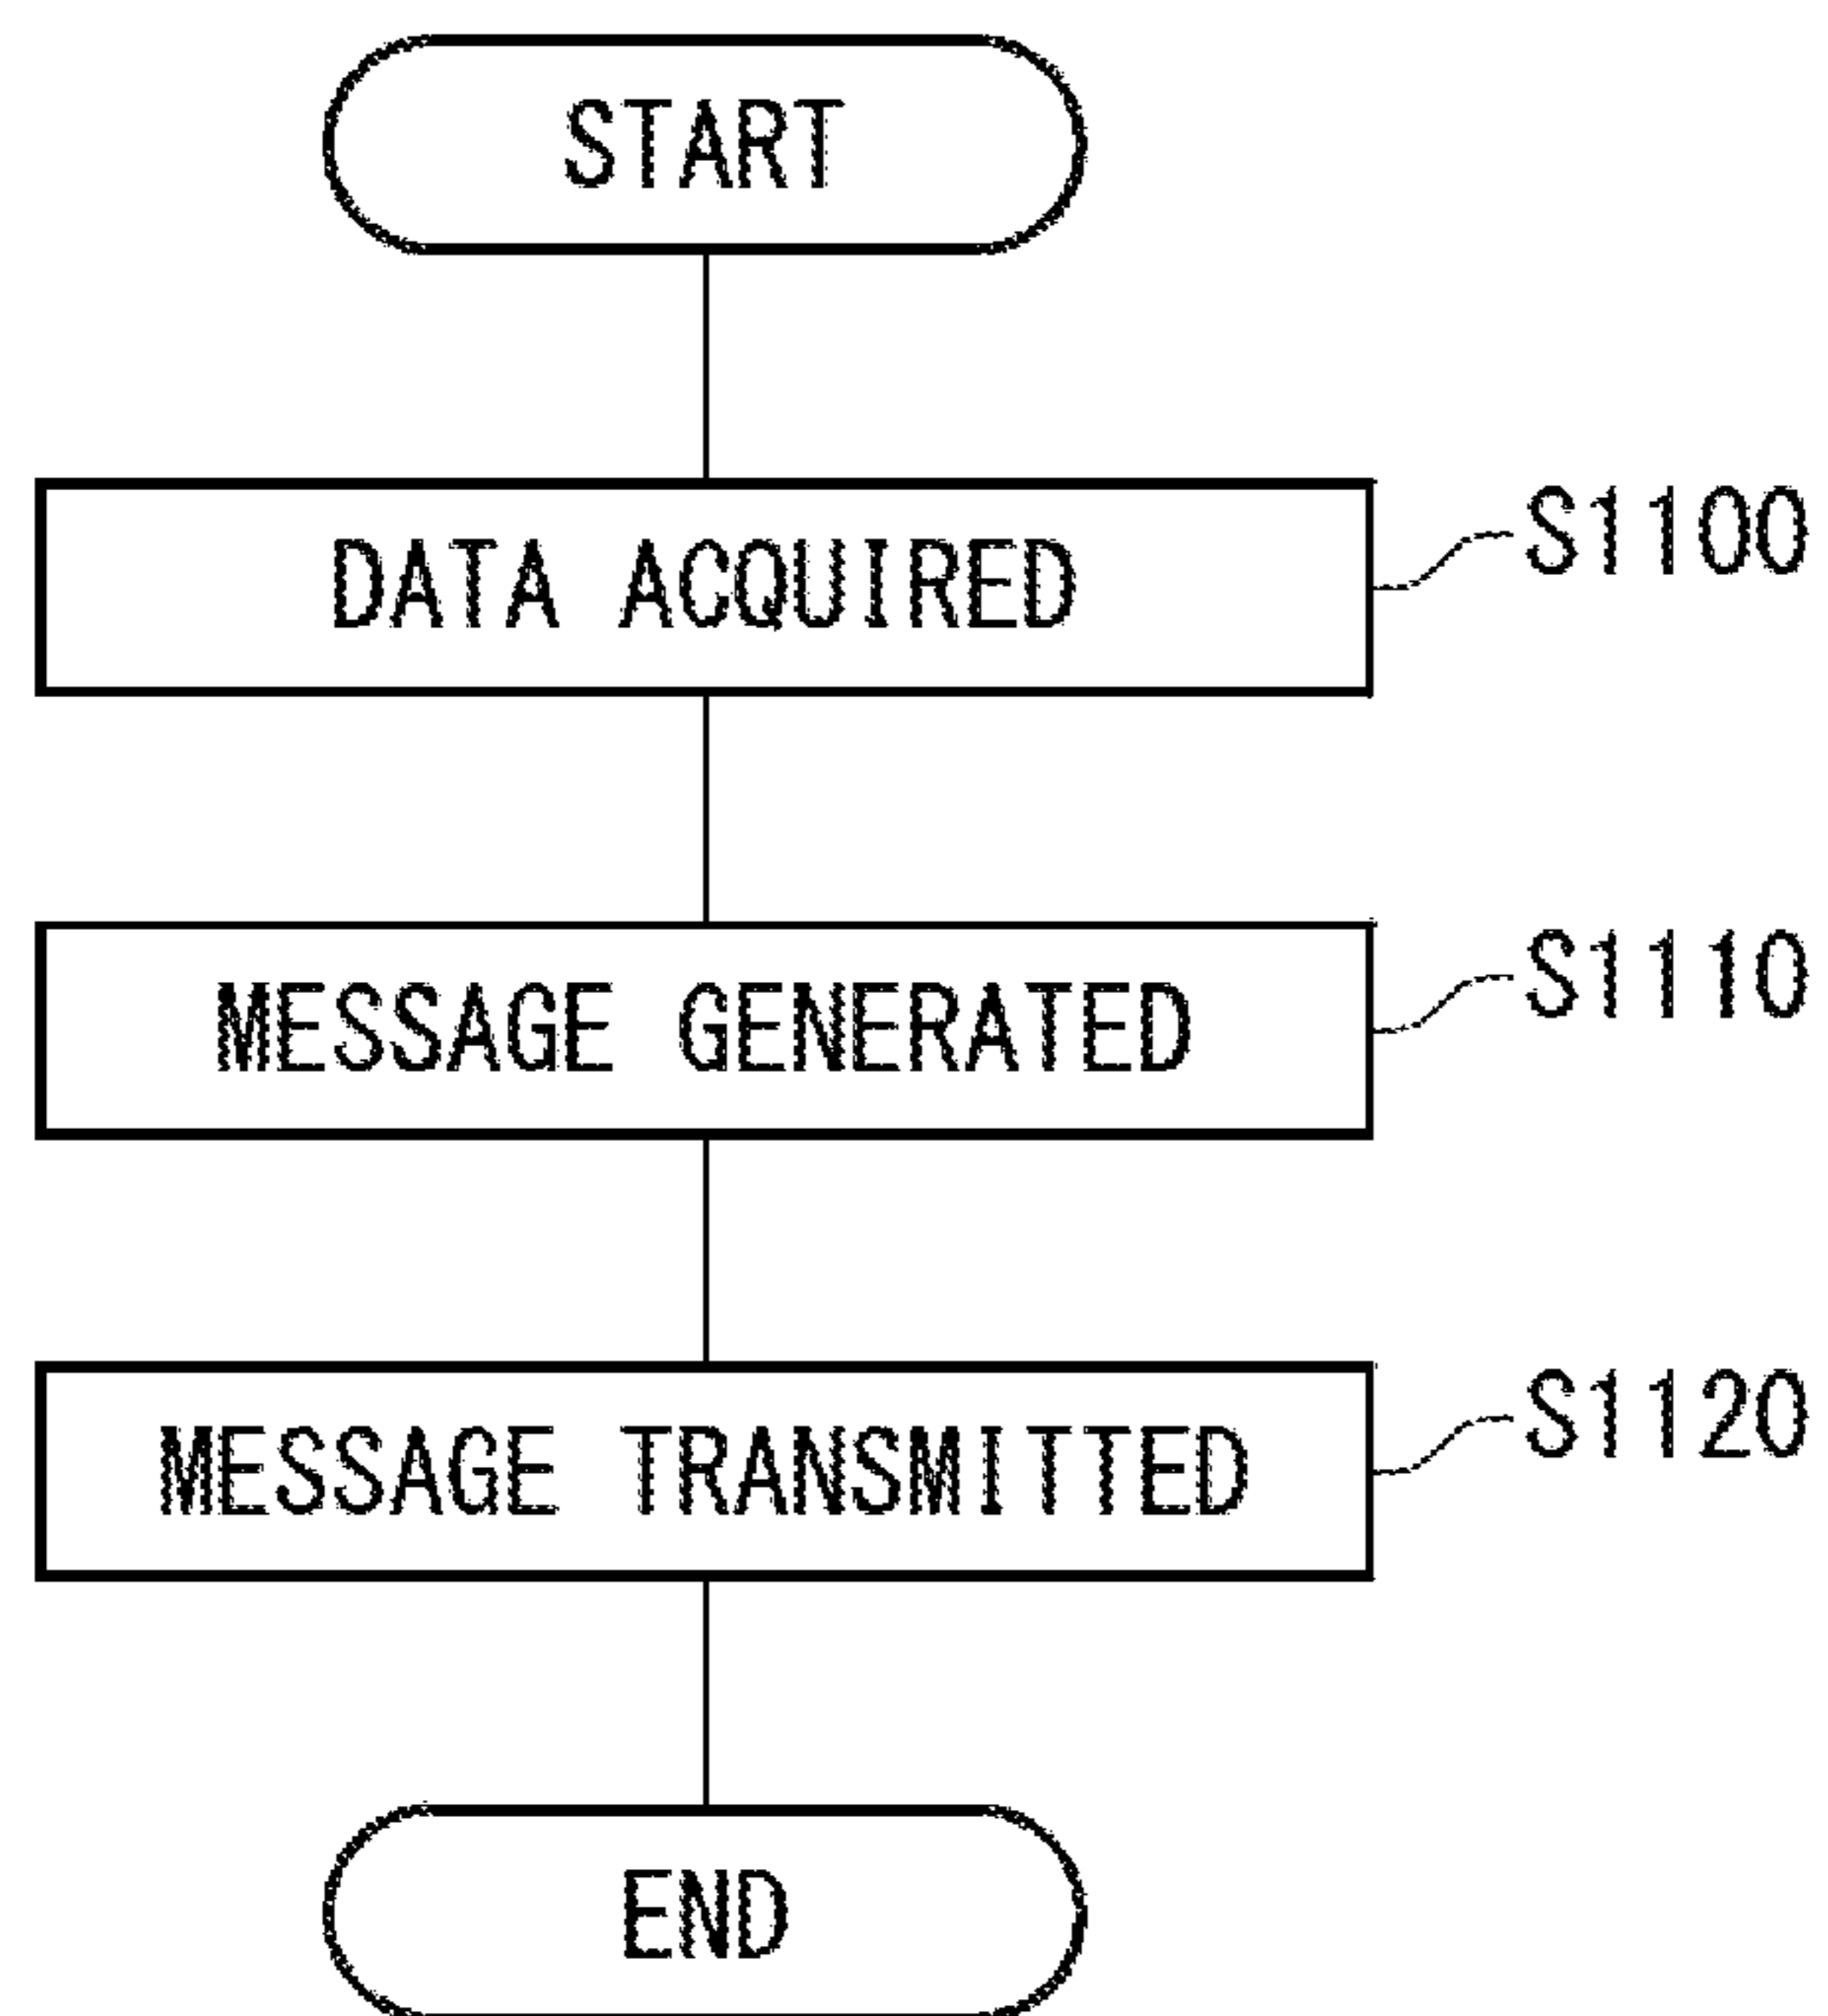 START
DATA ACQUIRED
S1100
MESSAGE GENERATED
S1110
MESSAGE TRANSMITTED
S1120
END